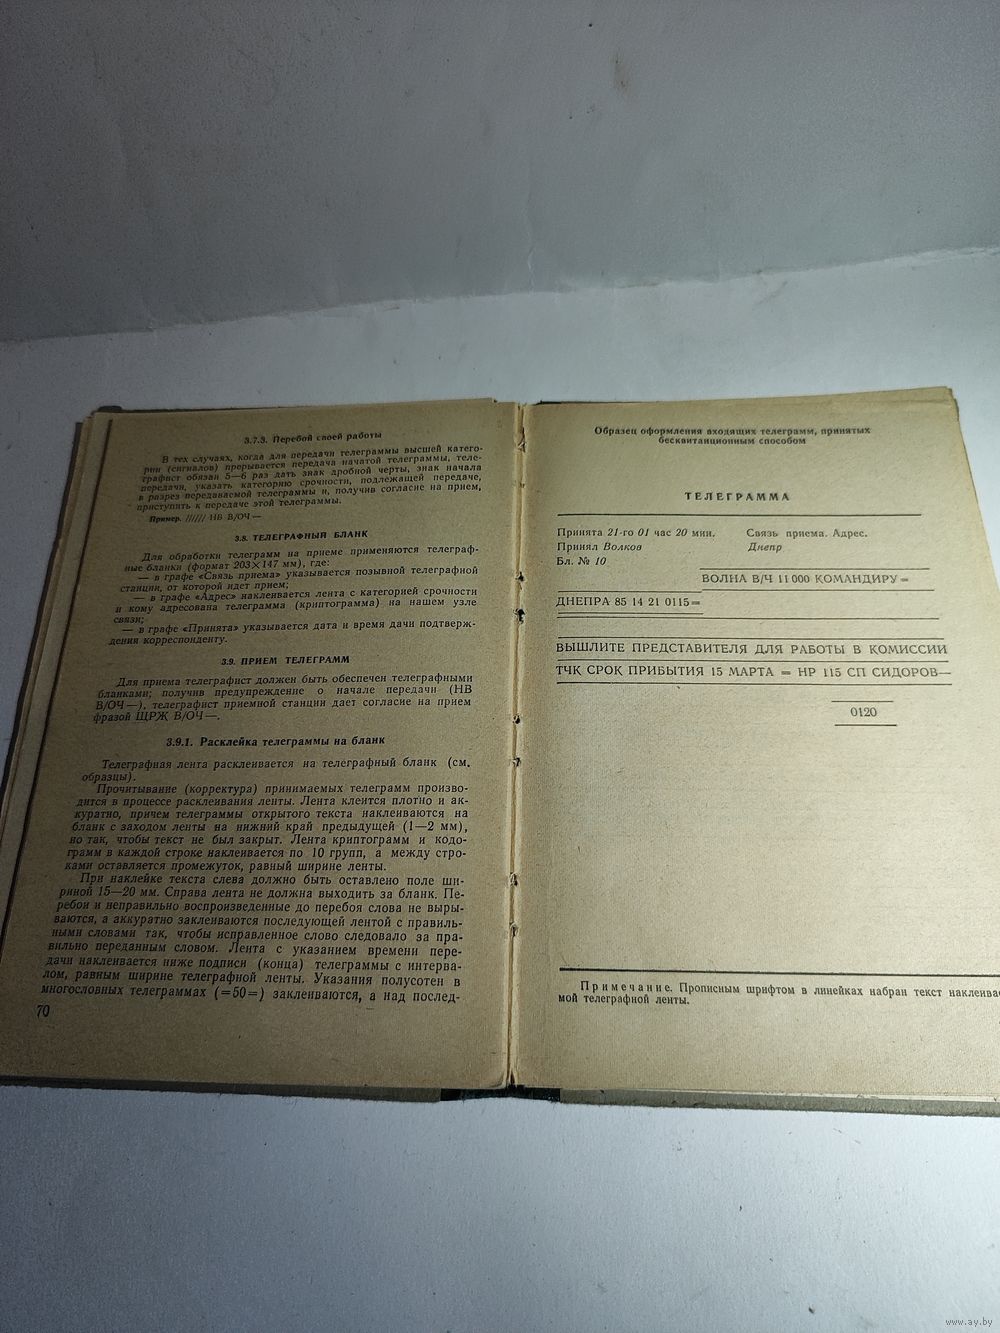 3.7.3. Перебой своей работы
В тех случаях, когда для передачи телеграммы высшей катего-
рии (сигналов) прерывается передача начатой телеграммы, теле-
графист обязан 5—6 раз дать знак дробной черты, знак начала
передачи, указать категорию срочности, подлежащей передаче,
в разрез передаваемой телеграммы и, получив согласие на прием,
приступить к передаче этой телеграммы.
Пример. ////// НВ В/ОЧ —
3.8. ТЕЛЕГРАФНЫЙ БЛАНК
Для обработки телеграмм на приеме применяются телеграф-
ные бланки (формат 203×147 мм), где:
— в графе «Связь приема» указывается позывной телеграфной
станции, от которой идет прием;
— в графе «Адрес» наклеивается лента с категорией срочности
и кому адресована телеграмма (криптограмма) на нашем узле
связи;
— в графе «Принята» указывается дата и время дачи подтверж-
дения корреспонденту.
3.9. ПРИЕМ ТЕЛЕГРАММ
Для приема телеграфист должен быть обеспечен телеграфными
бланками; получив предупреждение о начале передачи (НВ
В/ОЧ—), телеграфист приемной станции дает согласие на прием
фразой ЩРЖ В/ОЧ—.
3.9.1. Расклейка телеграммы на бланк
Телеграфная лента расклеивается на телеграфный бланк (см.
образцы).
Прочитывание (корректура) принимаемых телеграмм произво-
дится в процессе расклеивания ленты. Лента клеится плотно и ак-
куратно, причем телеграммы открытого текста наклеиваются на
бланк с заходом ленты на нижний край предыдущей (1—2 мм),
но так, чтобы текст не был закрыт. Лента криптограмм и кодо-
грамм в каждой строке наклеивается по 10 групп, а между стро-
ками оставляется промежуток, равный ширине ленты.
При наклейке текста слева должно быть оставлено поле ши-
риной 15—20 мм. Справа лента не должна выходить за бланк. Пе-
ребои и неправильно воспроизведенные до перебоя слова не выры-
ваются, а аккуратно заклеиваются последующей лентой с правиль-
ными словами так, чтобы исправленное слово следовало за пра-
вильно переданным словом. Лента с указанием времени пере-
дачи наклеивается ниже подписи (конца) телеграммы с интерва-
лом, равным ширине телеграфной ленты. Указания полусотен в
многословных телеграммах (=50=) заклеиваются, а над послед-
70
Образец оформления входящих телеграмм, принятых
бесквитанционным способом
ТЕЛЕГРАММА
Принята 21-го 01 час 20 мин. Связь приема. Адрес.
Принял Волков Днепр
Бл. № 10
ВОЛНА В/Ч 11 000 КОМАНДИРУ=
ДНЕПРА 85 14 21 0115=
ВЫШЛИТЕ ПРЕДСТАВИТЕЛЯ ДЛЯ РАБОТЫ В КОМИССИИ
ТЧК СРОК ПРИБЫТИЯ 15 МАРТА = НР 115 СП СИДОРОВ—
0120
Примечание. Прописным шрифтом в линейках набран текст наклеивае
мой телеграфной ленты.
www.ay.by